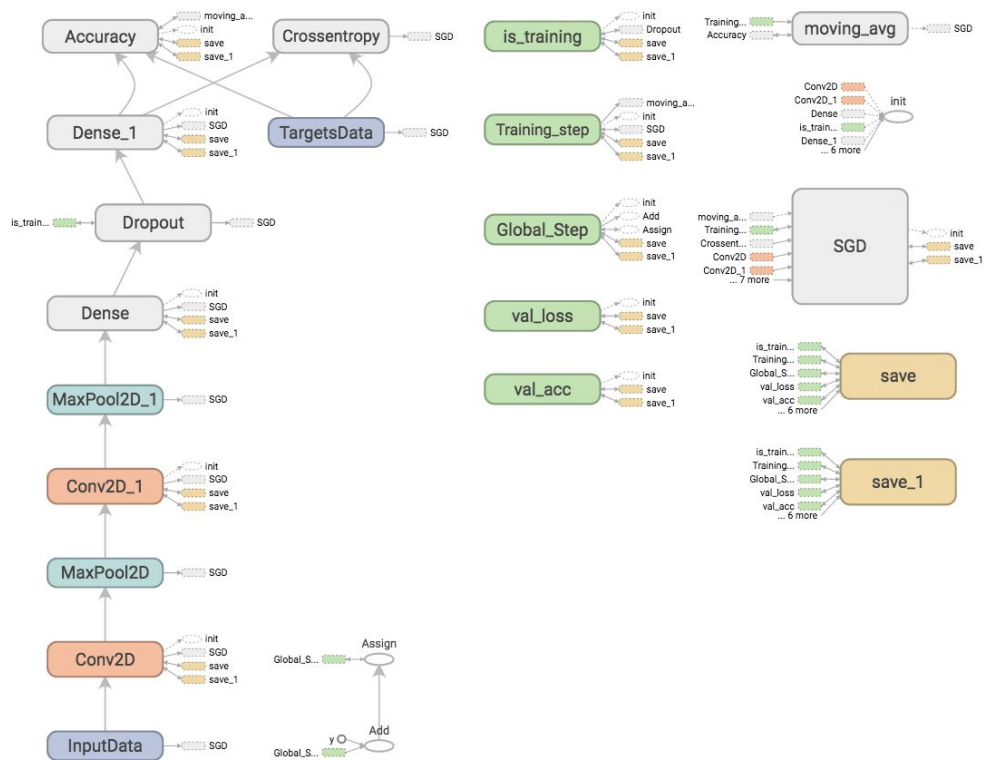 Accuracy
moving_a...
init
save
save_1
Crossentropy
SGD
Dense_1
init
SGD
save
save_1
TargetsData
SGD
is_train...
Dropout
SGD
Dense
init
SGD
save
save_1
MaxPool2D_1
SGD
Conv2D_1
init
SGD
save
save_1
MaxPool2D
SGD
Conv2D
init
SGD
save
save_1
InputData
SGD
Assign
Global_S...
Add
y
Global_S...
is_training
init
Dropout
save
save_1
Training_step
moving_a...
init
SGD
save
save_1
Global_Step
init
Add
Assign
save
save_1
val_loss
init
save
save_1
val_acc
init
save
save_1
Training...
Accuracy
moving_avg
SGD
Conv2D
Conv2D_1
Dense
is_train...
Dense_1
... 6 more
init
moving_a...
Training...
Crossent...
Conv2D
Conv2D_1
... 7 more
SGD
init
save
save_1
is_train...
Training...
Global_S...
val_loss
val_acc
... 6 more
save
is_train...
Training...
Global_S...
val_loss
val_acc
... 6 more
save_1